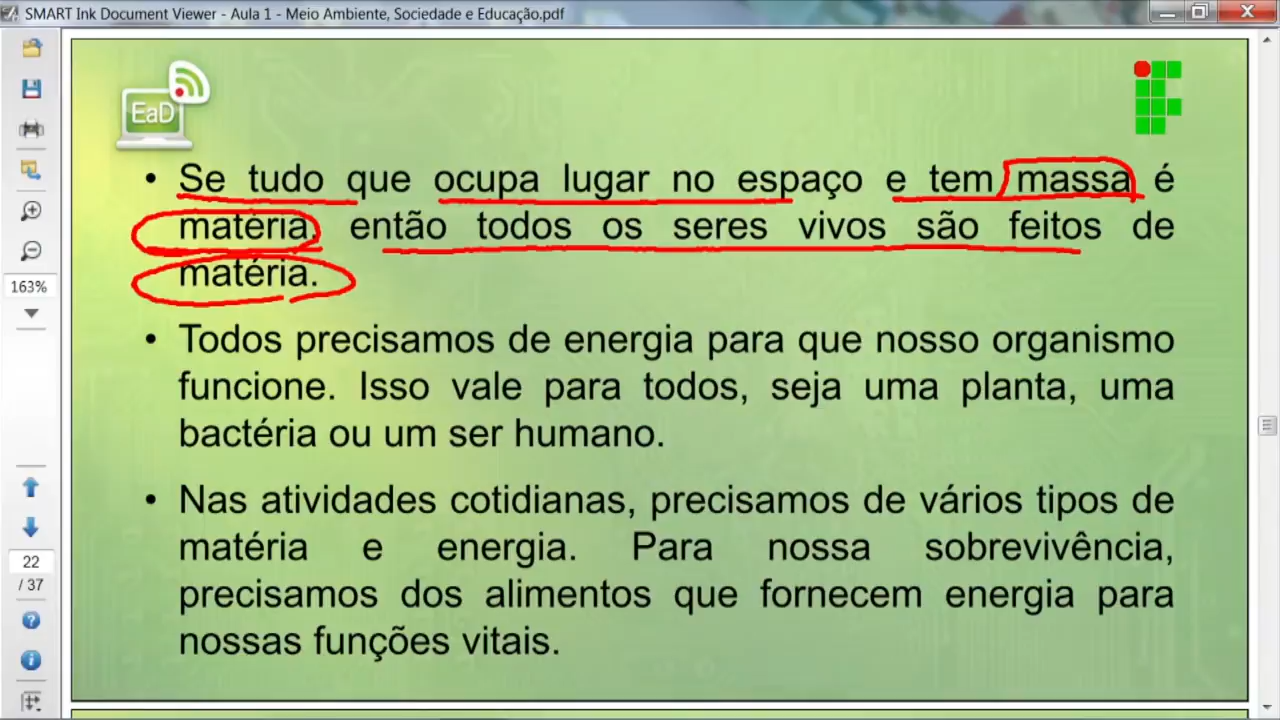 SMART Ink Document Viewer - Aula 1 - Meio Ambiente, Sociedade e Educação.pdf
EaD
• Se tudo que ocupa lugar no espaço e tem massa é
matéria, então todos os seres vivos são feitos de
matéria.
163%
• Todos precisamos de energia para que nosso organismo
funcione. Isso vale para todos, seja uma planta, uma
bactéria ou um ser humano.
• Nas atividades cotidianas, precisamos de vários tipos de
matéria e energia. Para nossa sobrevivência,
precisamos dos alimentos que fornecem energia para
nossas funções vitais.
22
/ 37